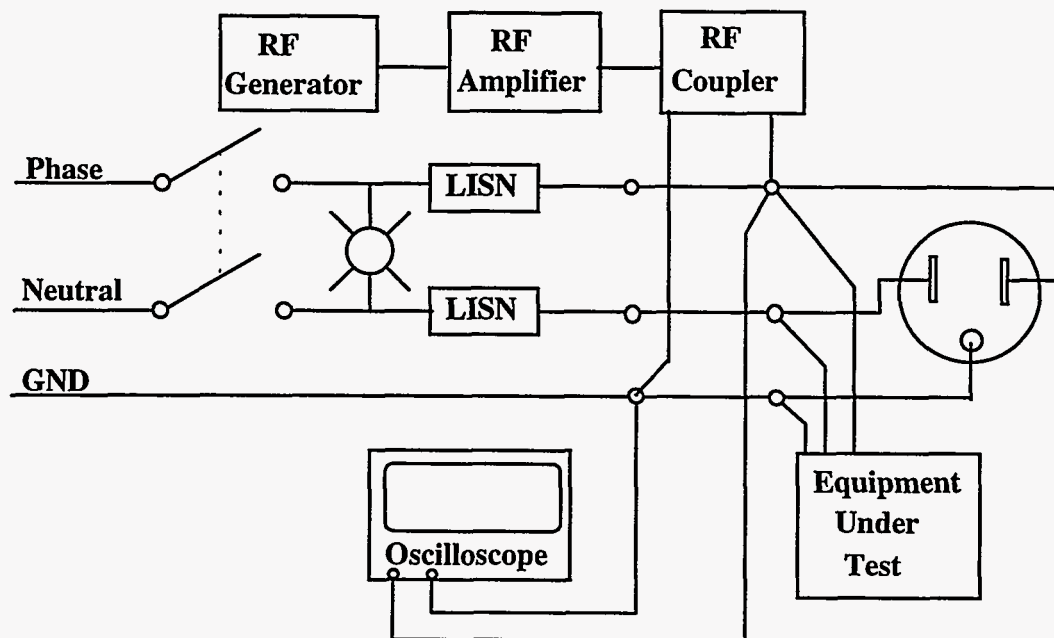 RF
Generator
RF
Amplifier
RF
Coupler
Phase
LISN
Neutral
LISN
GND
Oscilloscope
Equipment
Under
Test